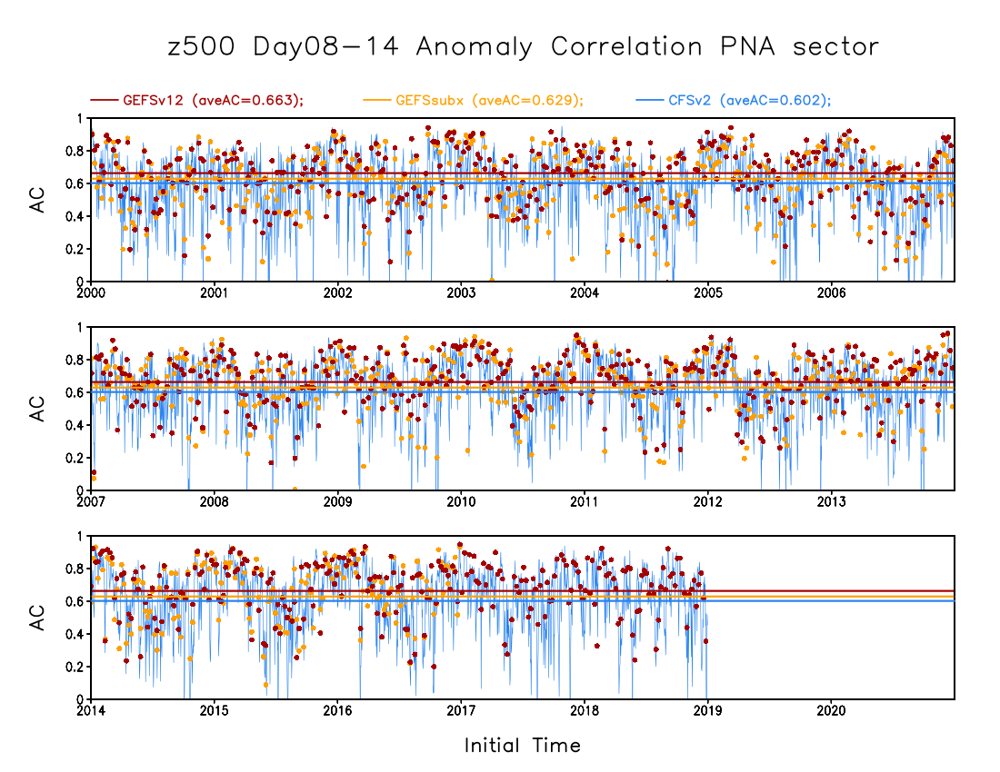 z500 Day08-14 Anomaly Correlation PNA sector
GEFSv12 (aveAC=0.663); GEFSsubx (aveAC=0.629); CFSv2 (aveAC=0.602);
1
0.8
0.6
0.4
0.2
0
AC
2000 2001 2002 2003 2004 2005 2006
1
0.8
0.6
0.4
0.2
0
AC
2007 2008 2009 2010 2011 2012 2013
1
0.8
0.6
0.4
0.2
0
AC
2014 2015 2016 2017 2018 2019 2020
Initial Time